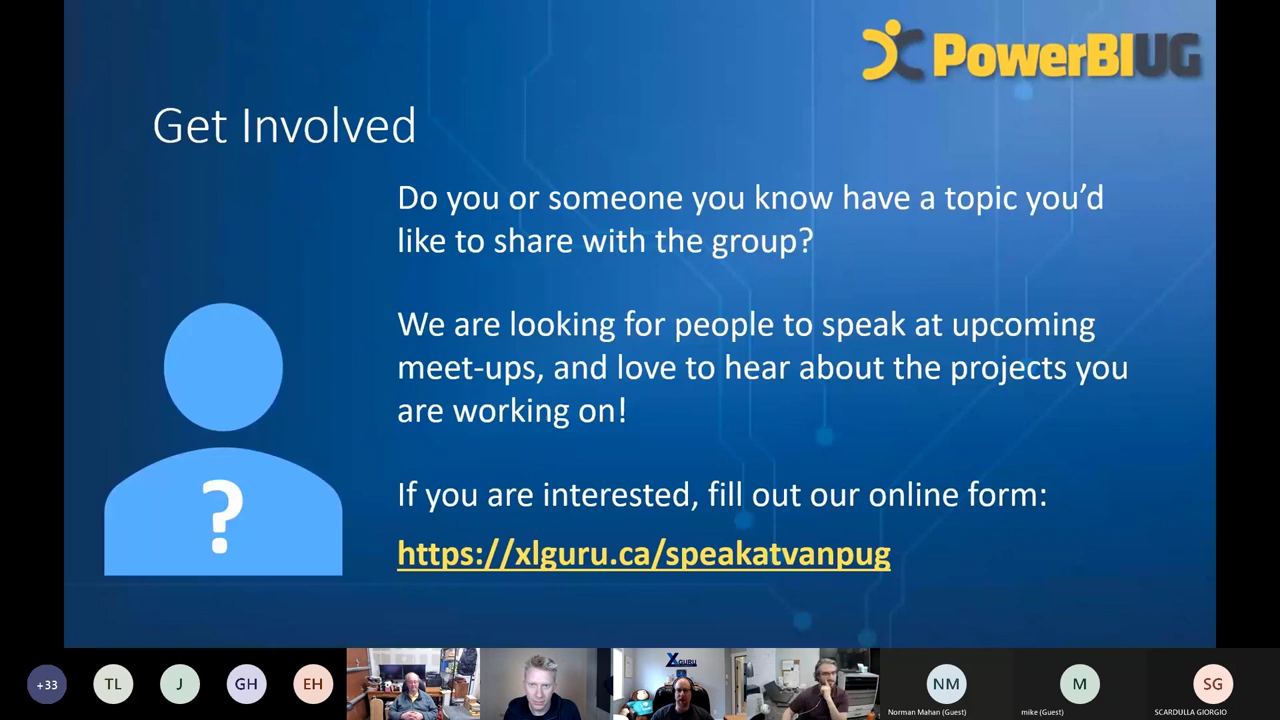 PowerBIUG
Get Involved
Do you or someone you know have a topic you’d
like to share with the group?
We are looking for people to speak at upcoming
meet-ups, and love to hear about the projects you
are working on!
?
If you are interested, fill out our online form:
https://xlguru.ca/speakatvanpug
+33
TL
J
GH
EH
XLGURU
NM
M
SG
Norman Mahan (Guest)
mike (Guest)
SCARDULLA GIORGIO